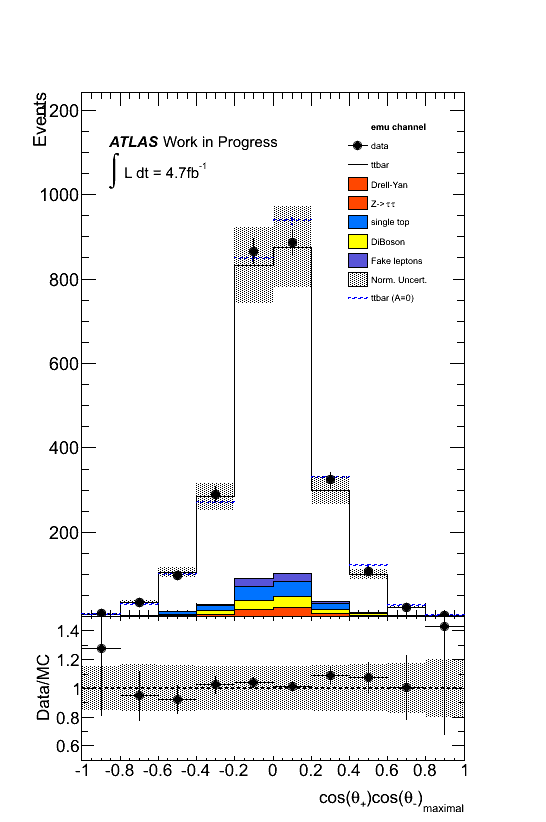 Events
1200
1000
800
600
400
200
ATLAS Work in Progress
∫ L dt = 4.7fb⁻¹
emu channel
data
ttbar
Drell-Yan
Z->ττ
single top
DiBoson
Fake leptons
Norm. Uncert.
ttbar (A=0)
Data/MC
1.4
1.2
1
0.8
0.6
-1 -0.8 -0.6 -0.4 -0.2 0 0.2 0.4 0.6 0.8 1
cos(θ₊)cos(θ₋)maximal